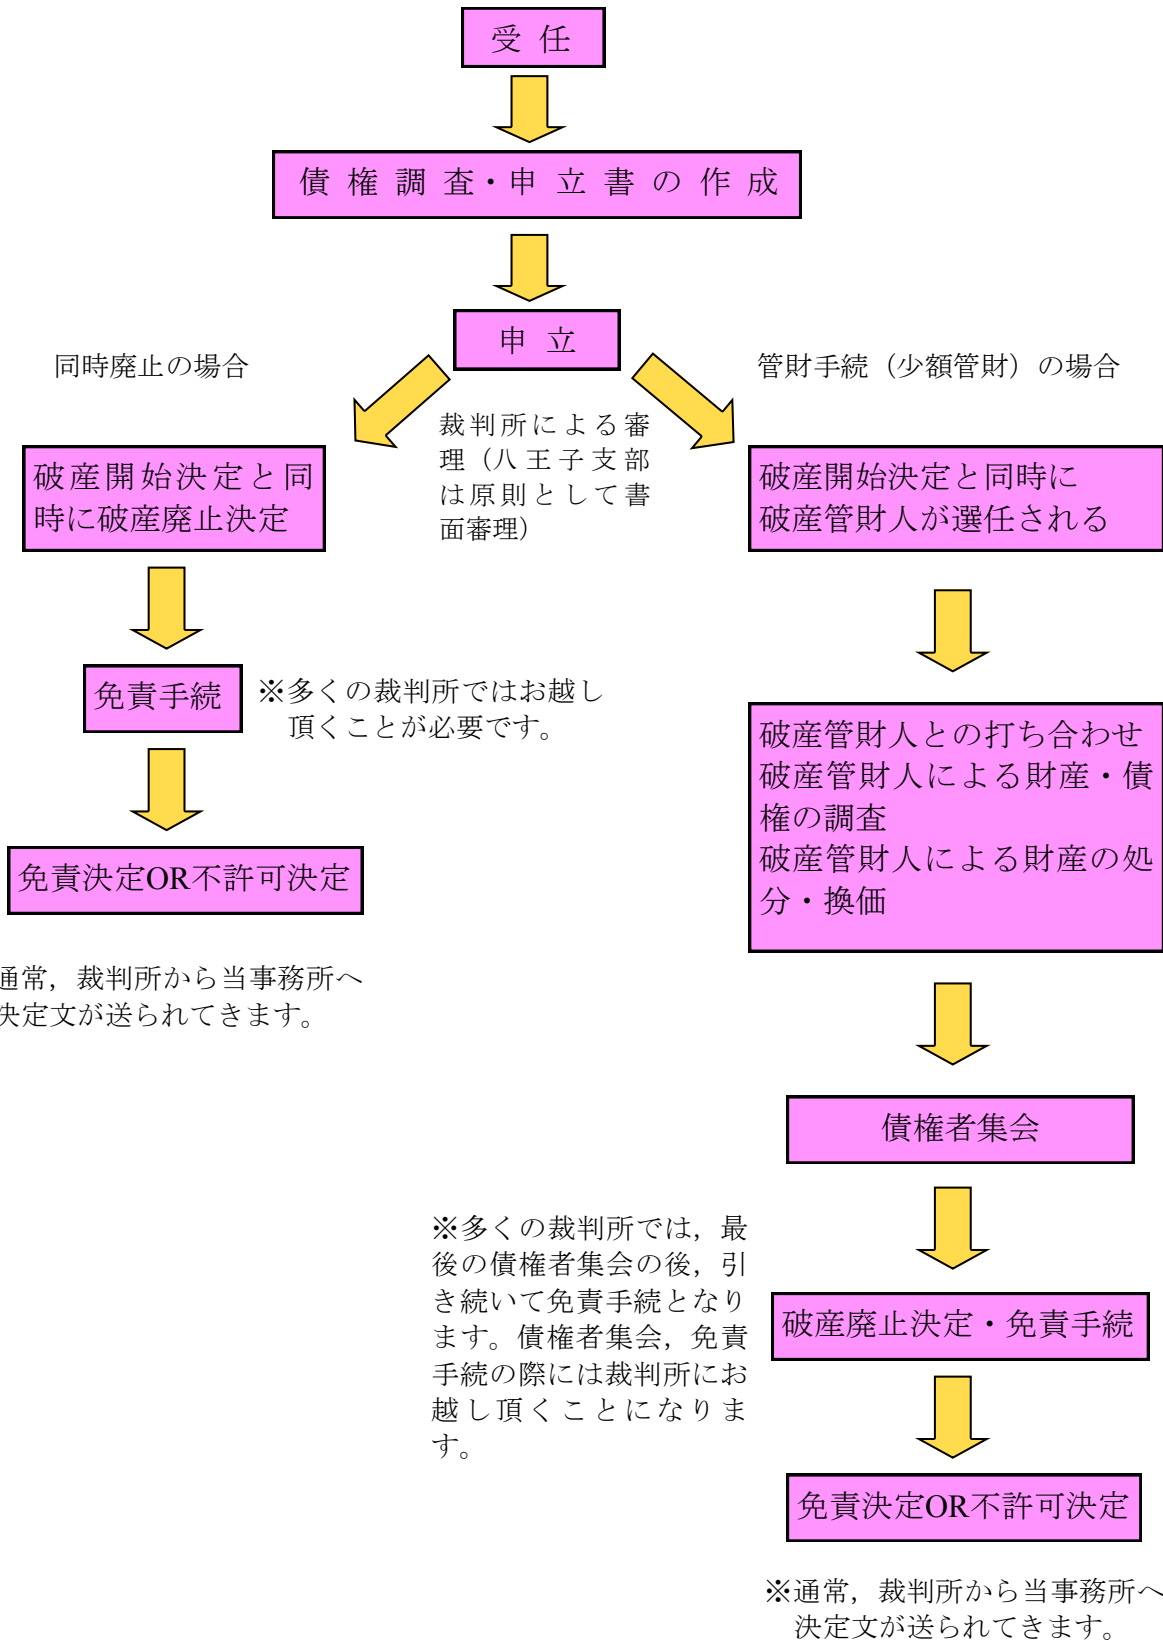 受 任
債 権 調 査・申 立 書 の 作 成
申 立
同時廃止の場合
管財手続（少額管財）の場合
裁判所による審
理（八王子支部
は原則として書
面審理）
破産開始決定と同
時に破産廃止決定
破産開始決定と同時に
破産管財人が選任される
免責手続
※多くの裁判所ではお越し
頂くことが必要です。
免責決定OR不許可決定
通常，裁判所から当事務所へ
決定文が送られてきます。
破産管財人との打ち合わせ
破産管財人による財産・債
権の調査
破産管財人による財産の処
分・換価
債権者集会
※多くの裁判所では，最
後の債権者集会の後，引
き続いて免責手続となり
ます。債権者集会，免責
手続の際には裁判所にお
越し頂くことになりま
す。
破産廃止決定・免責手続
免責決定OR不許可決定
※通常，裁判所から当事務所へ
決定文が送られてきます。